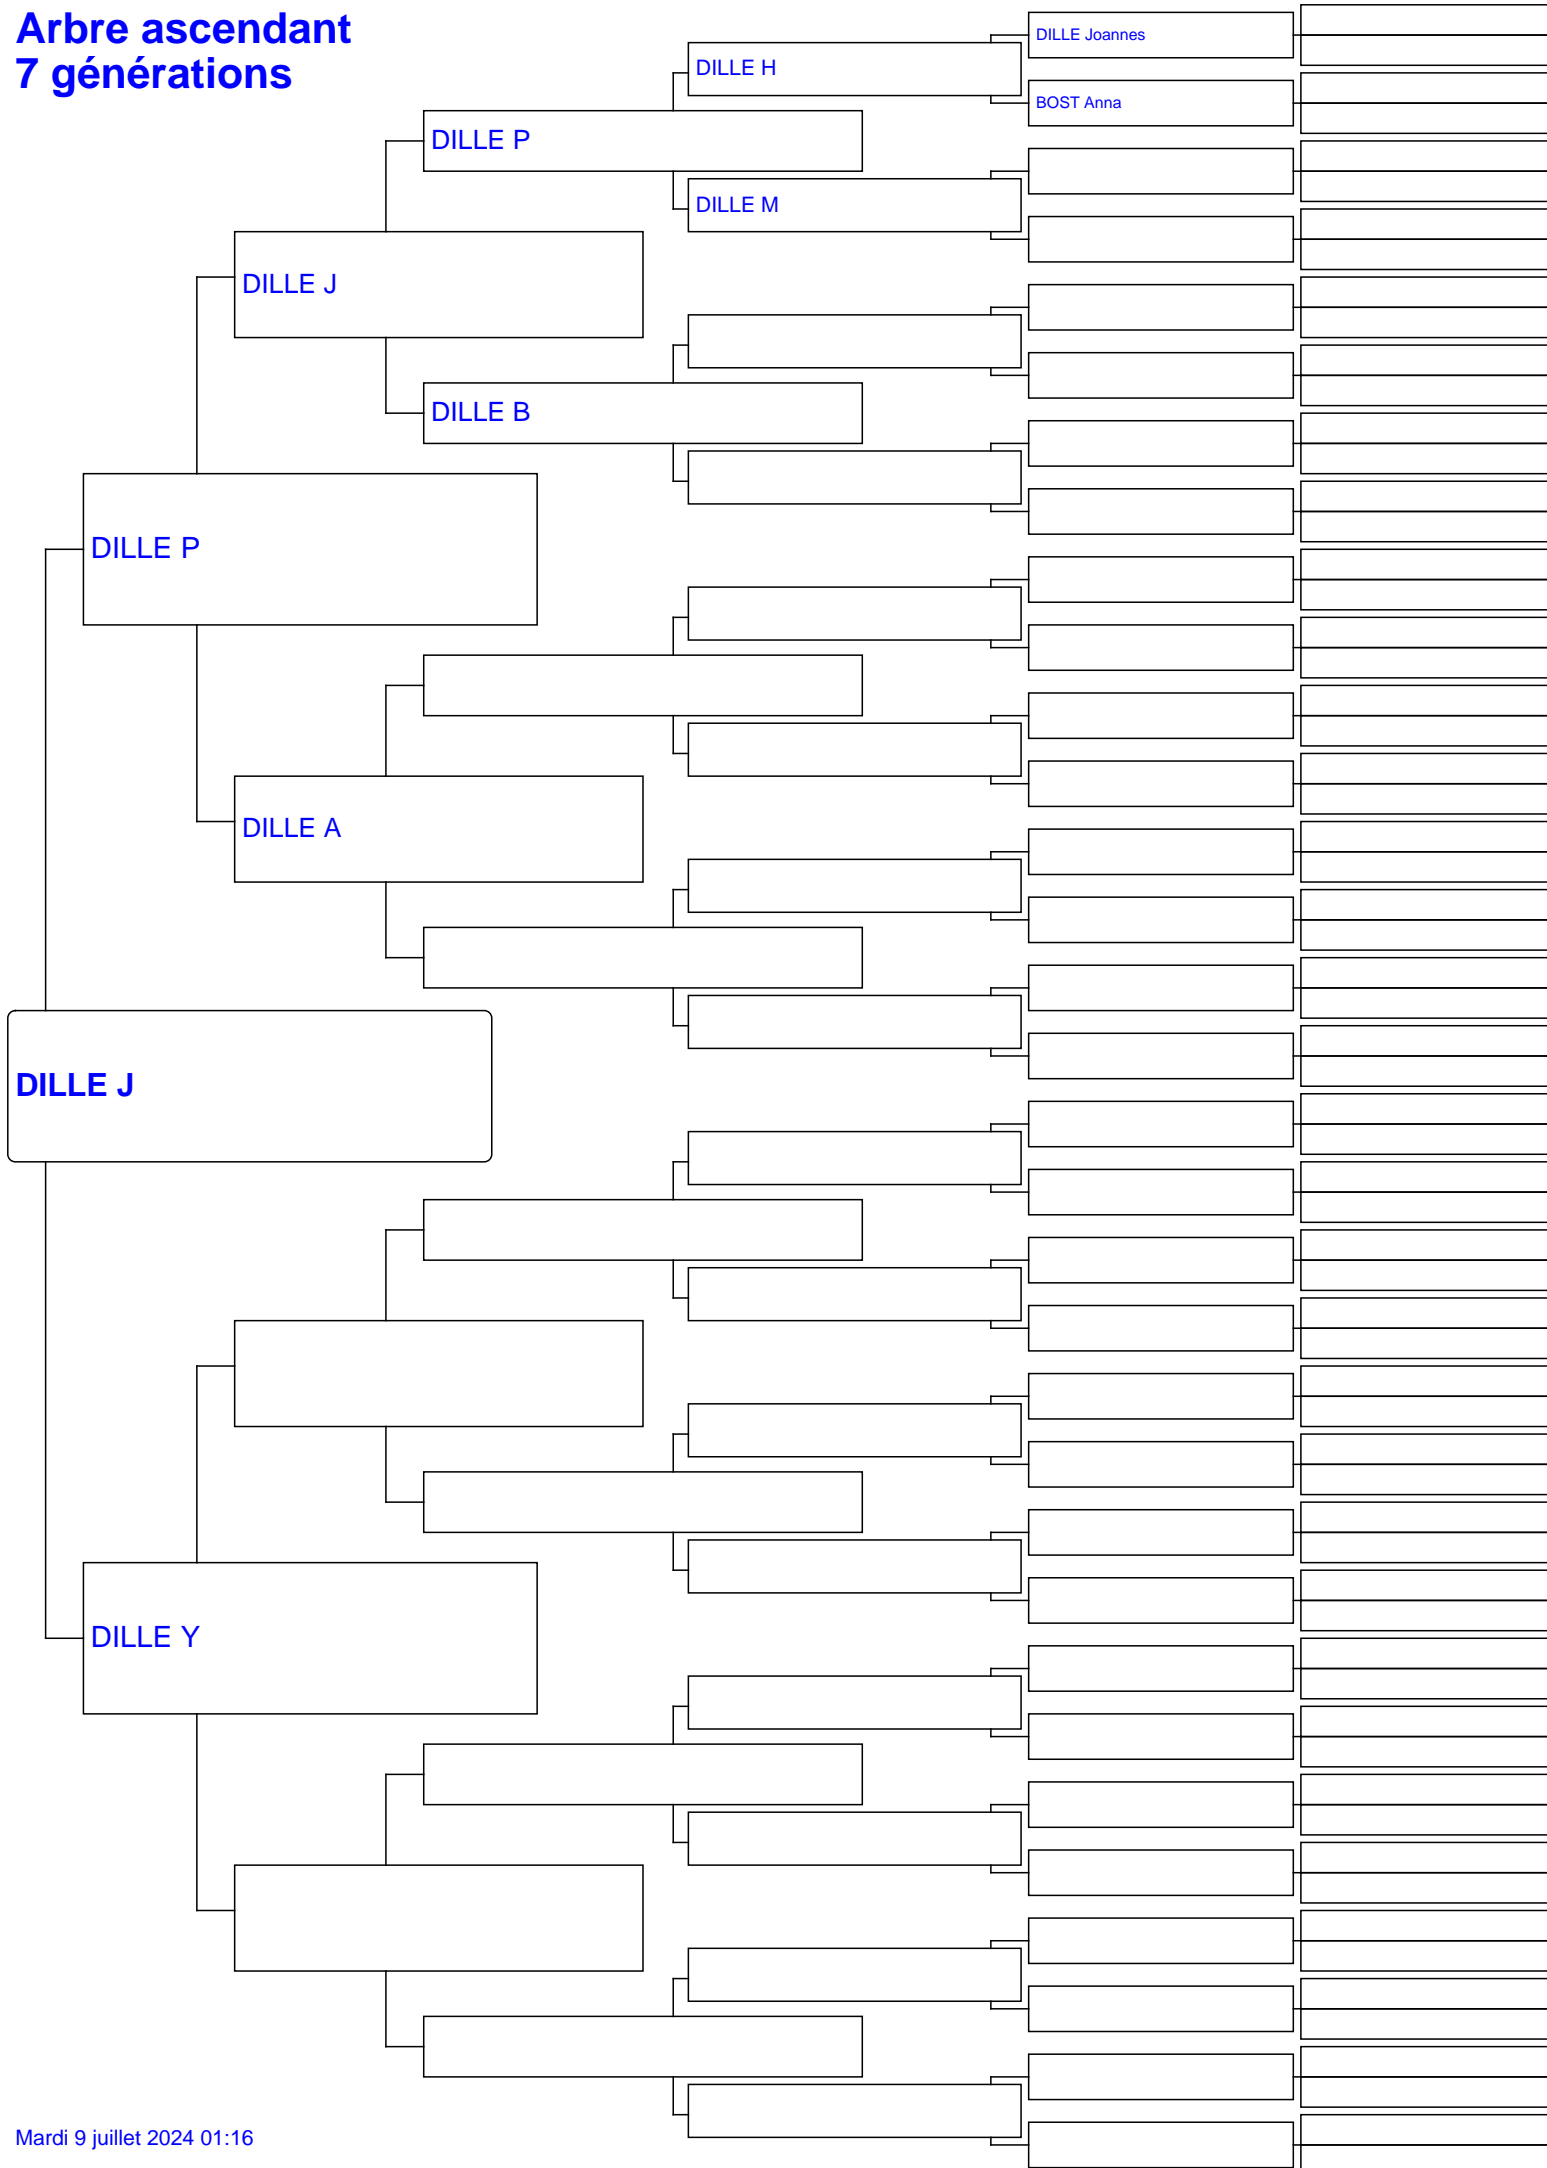 Arbre ascendant
7 générations
DILLE Joannes
DILLE H
BOST Anna
DILLE P
DILLE M
DILLE J
DILLE B
DILLE P
DILLE A
DILLE J
DILLE Y
Mardi 9 juillet 2024 01:16